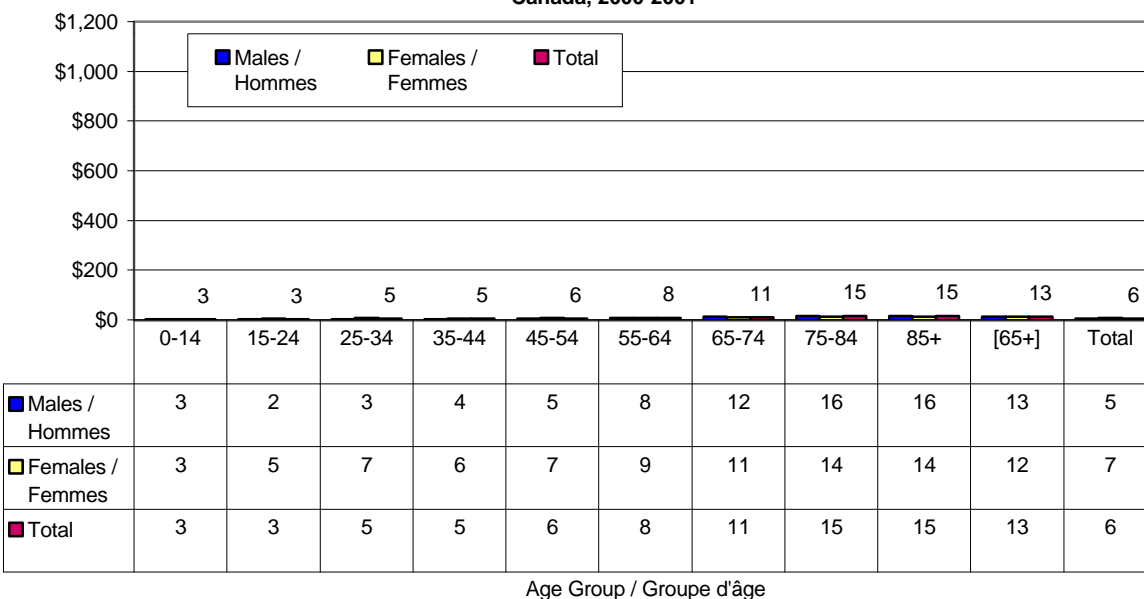 Canada, 2000-2001
$1,200
$1,000
$800
$600
$400
$200
$0
Males / Hommes
Females / Femmes
Total
3 3 5 5 6 8 11 15 15 13 6
0-14 15-24 25-34 35-44 45-54 55-64 65-74 75-84 85+ [65+] Total
Males / Hommes 3 2 3 4 5 8 12 16 16 13 5
Females / Femmes 3 5 7 6 7 9 11 14 14 12 7
Total 3 3 5 5 6 8 11 15 15 13 6
Age Group / Groupe d'âge